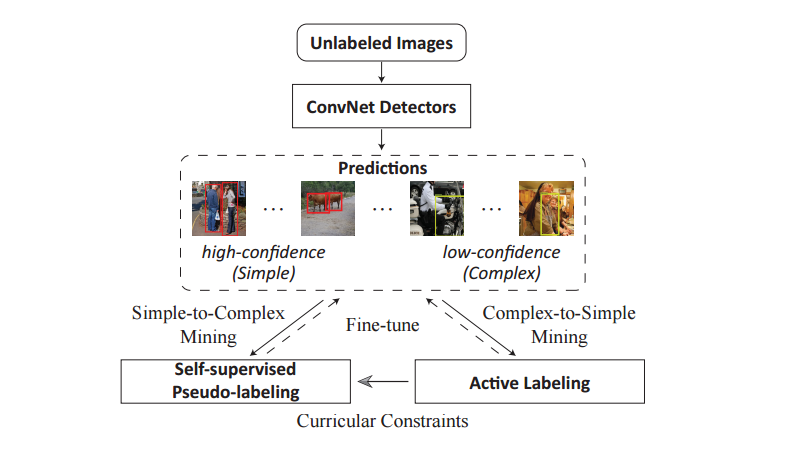 Unlabeled Images
ConvNet Detectors
Predictions
... ... ...
high-confidence
(Simple)
low-confidence
(Complex)
Simple-to-Complex
Mining
Fine-tune
Complex-to-Simple
Mining
Self-supervised
Pseudo-labeling
Active Labeling
Curricular Constraints